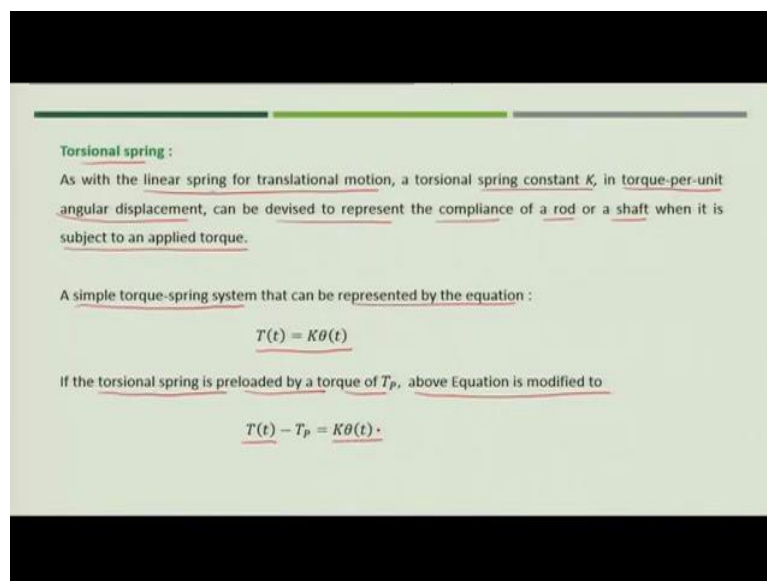 Torsional spring :
As with the linear spring for translational motion, a torsional spring constant K, in torque-per-unit
angular displacement, can be devised to represent the compliance of a rod or a shaft when it is
subject to an applied torque.
A simple torque-spring system that can be represented by the equation :
T(t) = Kθ(t)
If the torsional spring is preloaded by a torque of T_P, above Equation is modified to
T(t) − T_P = Kθ(t)